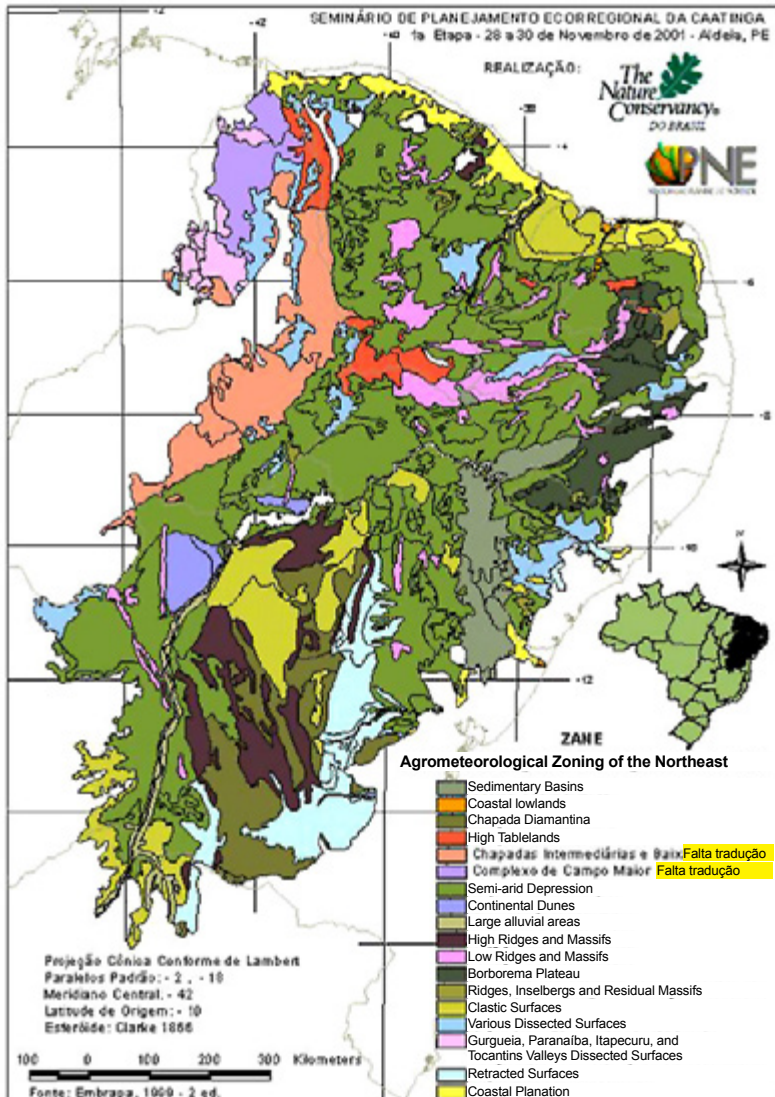 SEMINÁRIO DE PLANEJAMENTO ECORREGIONAL DA CAATINGA
1a Etapa - 28 a 30 de Novembro de 2001 - Aldeia, PE
REALIZAÇÃO:
The
Nature
Conservancy®
DO BRASIL
PNE
-42
-4
-6
-8
-10
-12
ZANE
Agrometeorological Zoning of the Northeast
Sedimentary Basins
Coastal lowlands
Chapada Diamantina
High Tablelands
Chapadas Intermediárias e Baix Falta tradução
Complexo de Campo Maior Falta tradução
Semi-arid Depression
Continental Dunes
Large alluvial areas
High Ridges and Massifs
Low Ridges and Massifs
Borborema Plateau
Ridges, Inselbergs and Residual Massifs
Clastic Surfaces
Various Dissected Surfaces
Gurgueia, Paranaíba, Itapecuru, and
Tocantins Valleys Dissected Surfaces
Retracted Surfaces
Coastal Planation
Projeção Cônica Conforme de Lambert
Paralelos Padrão: - 2 , - 18
Meridiano Central: - 42
Latitude de Origem: - 10
Esferóide: Clarke 1866
100 0 100 200 300 Kilometers
Fonte: Embrapa, 1999 - 2 ed.